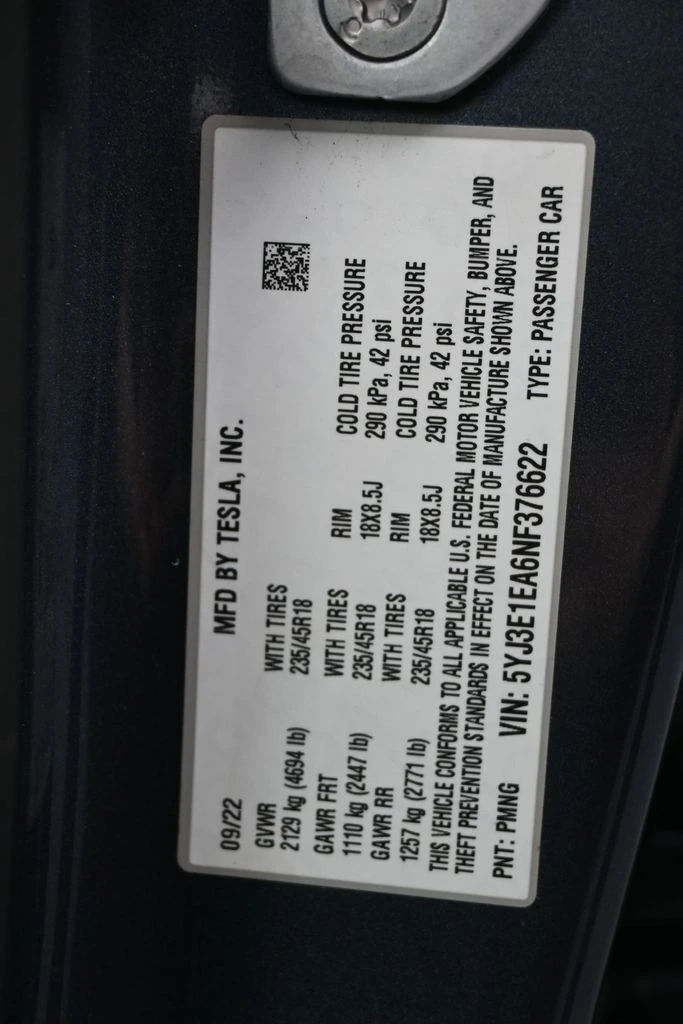 09/22 MFD BY TESLA, INC.
GVWR WITH TIRES
2129 kg (4694 lb) 235/45R18
GAWR FRT WITH TIRES RIM COLD TIRE PRESSURE
1110 kg (2447 lb) 235/45R18 18X8.5J 290 kPa, 42 psi
GAWR RR WITH TIRES RIM COLD TIRE PRESSURE
1257 kg (2771 lb) 235/45R18 18X8.5J 290 kPa, 42 psi
THIS VEHICLE CONFORMS TO ALL APPLICABLE U.S. FEDERAL MOTOR VEHICLE SAFETY, BUMPER, AND
THEFT PREVENTION STANDARDS IN EFFECT ON THE DATE OF MANUFACTURE SHOWN ABOVE.
PNT: PMNG VIN: 5YJ3E1EA6NF376622 TYPE: PASSENGER CAR